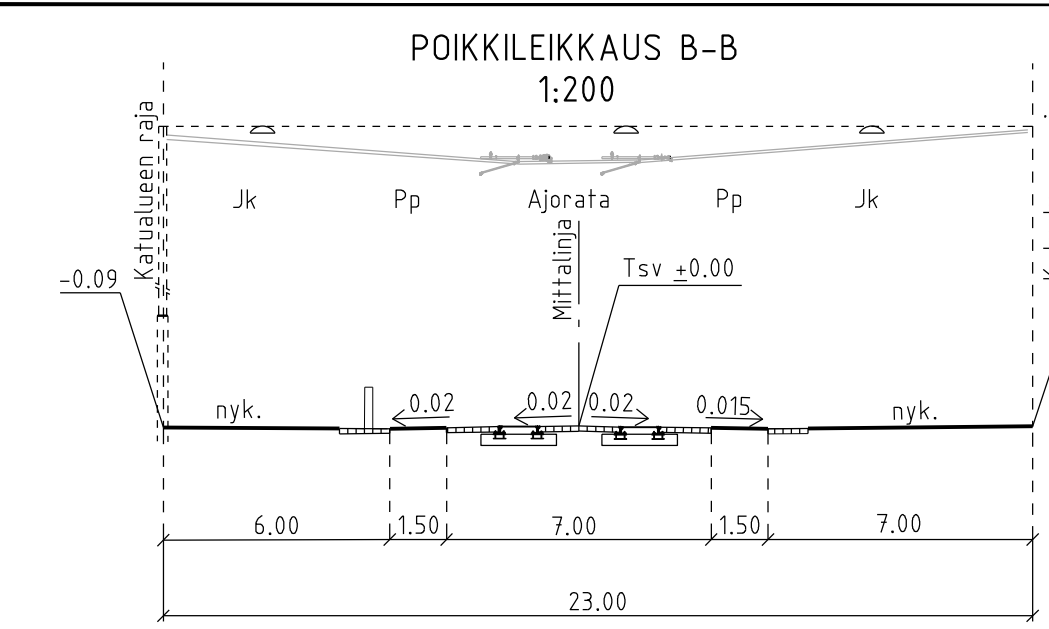 POIKKILEIKKAUS B-B
1:200
Katualueen raja
Jk
Pp
Ajorata
Pp
Jk
Mittalinja
-0.09
Tsv ±0.00
nyk.
0.02
0.02
0.02
0.015
nyk.
6.00
1.50
7.00
1.50
7.00
23.00